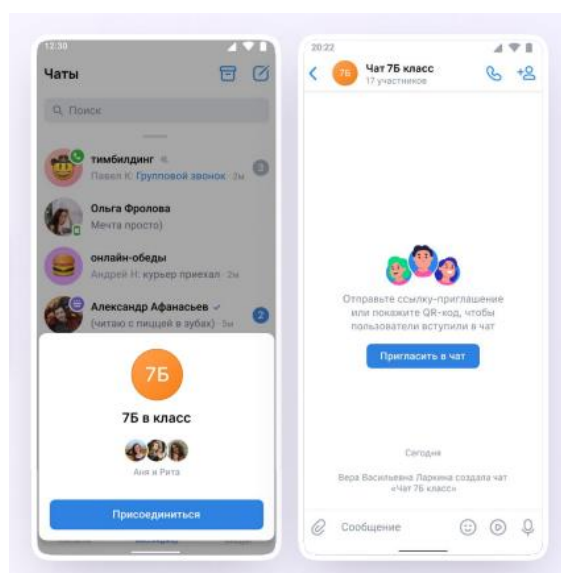 12:30
Чаты
Поиск
тимбилдинг
Павел К: Групповой звонок · 2м
3
Ольга Фролова
Мечта просто)
онлайн-обеды
Андрей Н: курьер приехал · 2м
Александр Афанасьев
(читаю с пиццей в зубах) · 5м
2
7Б
7Б в класс
Аня и Рита
Присоединиться
20:22
7Б
Чат 7Б класс
17 участников
Отправьте ссылку-приглашение
или покажите QR-код, чтобы
пользователи вступили в чат
Пригласить в чат
Сегодня
Вера Васильевна Ларкина создала чат
«Чат 7Б класс»
Сообщение